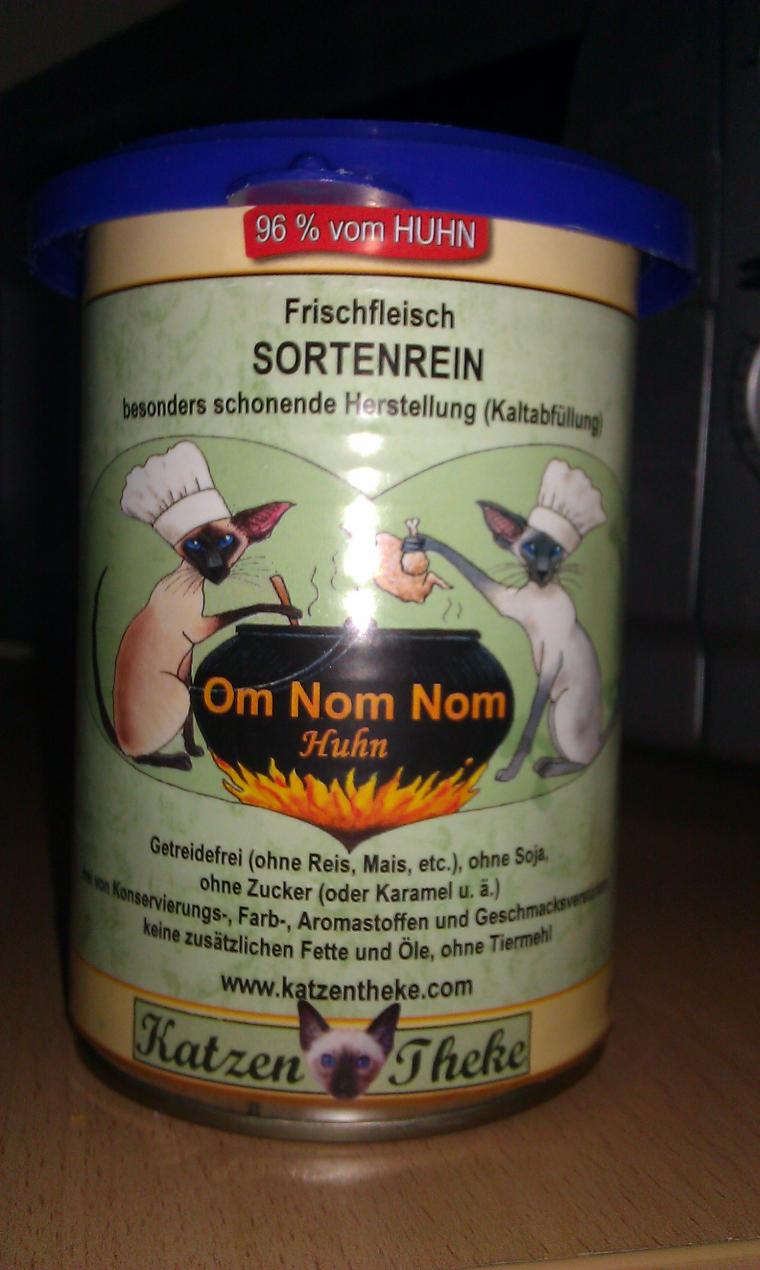 96 % vom HUHN
Frischfleisch
SORTENREIN
besonders schonende Herstellung (Kaltabfüllung)
Om Nom Nom
Huhn
Getreidefrei (ohne Reis, Mais, etc.), ohne Soja,
ohne Zucker (oder Karamel u. ä.)
von Konservierungs-, Farb-, Aromastoffen und
keine zusätzlichen Fette und Öle, ohne Tiermehl
www.katzentheke.com
Katzen Theke